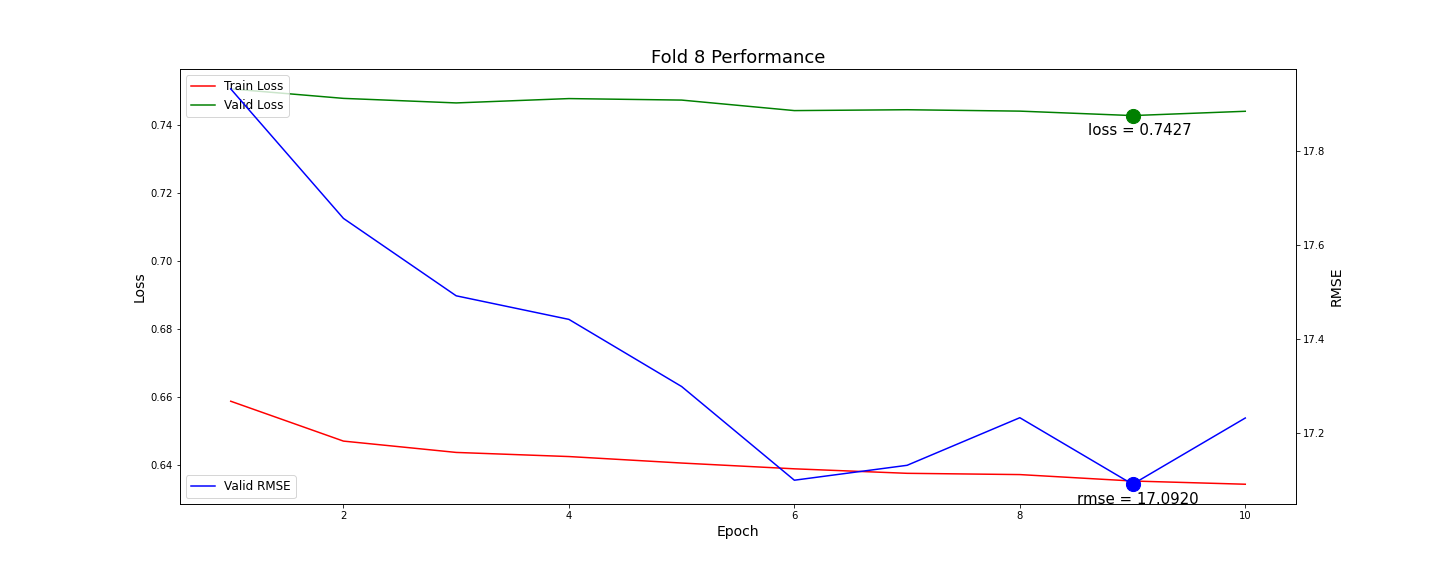 Fold 8 Performance
Train Loss
Valid Loss
0.74
0.72
0.70
0.68
0.66
0.64
Loss
loss = 0.7427
17.8
17.6
17.4
17.2
RMSE
Valid RMSE
rmse = 17.0920
2 4 6 8 10
Epoch